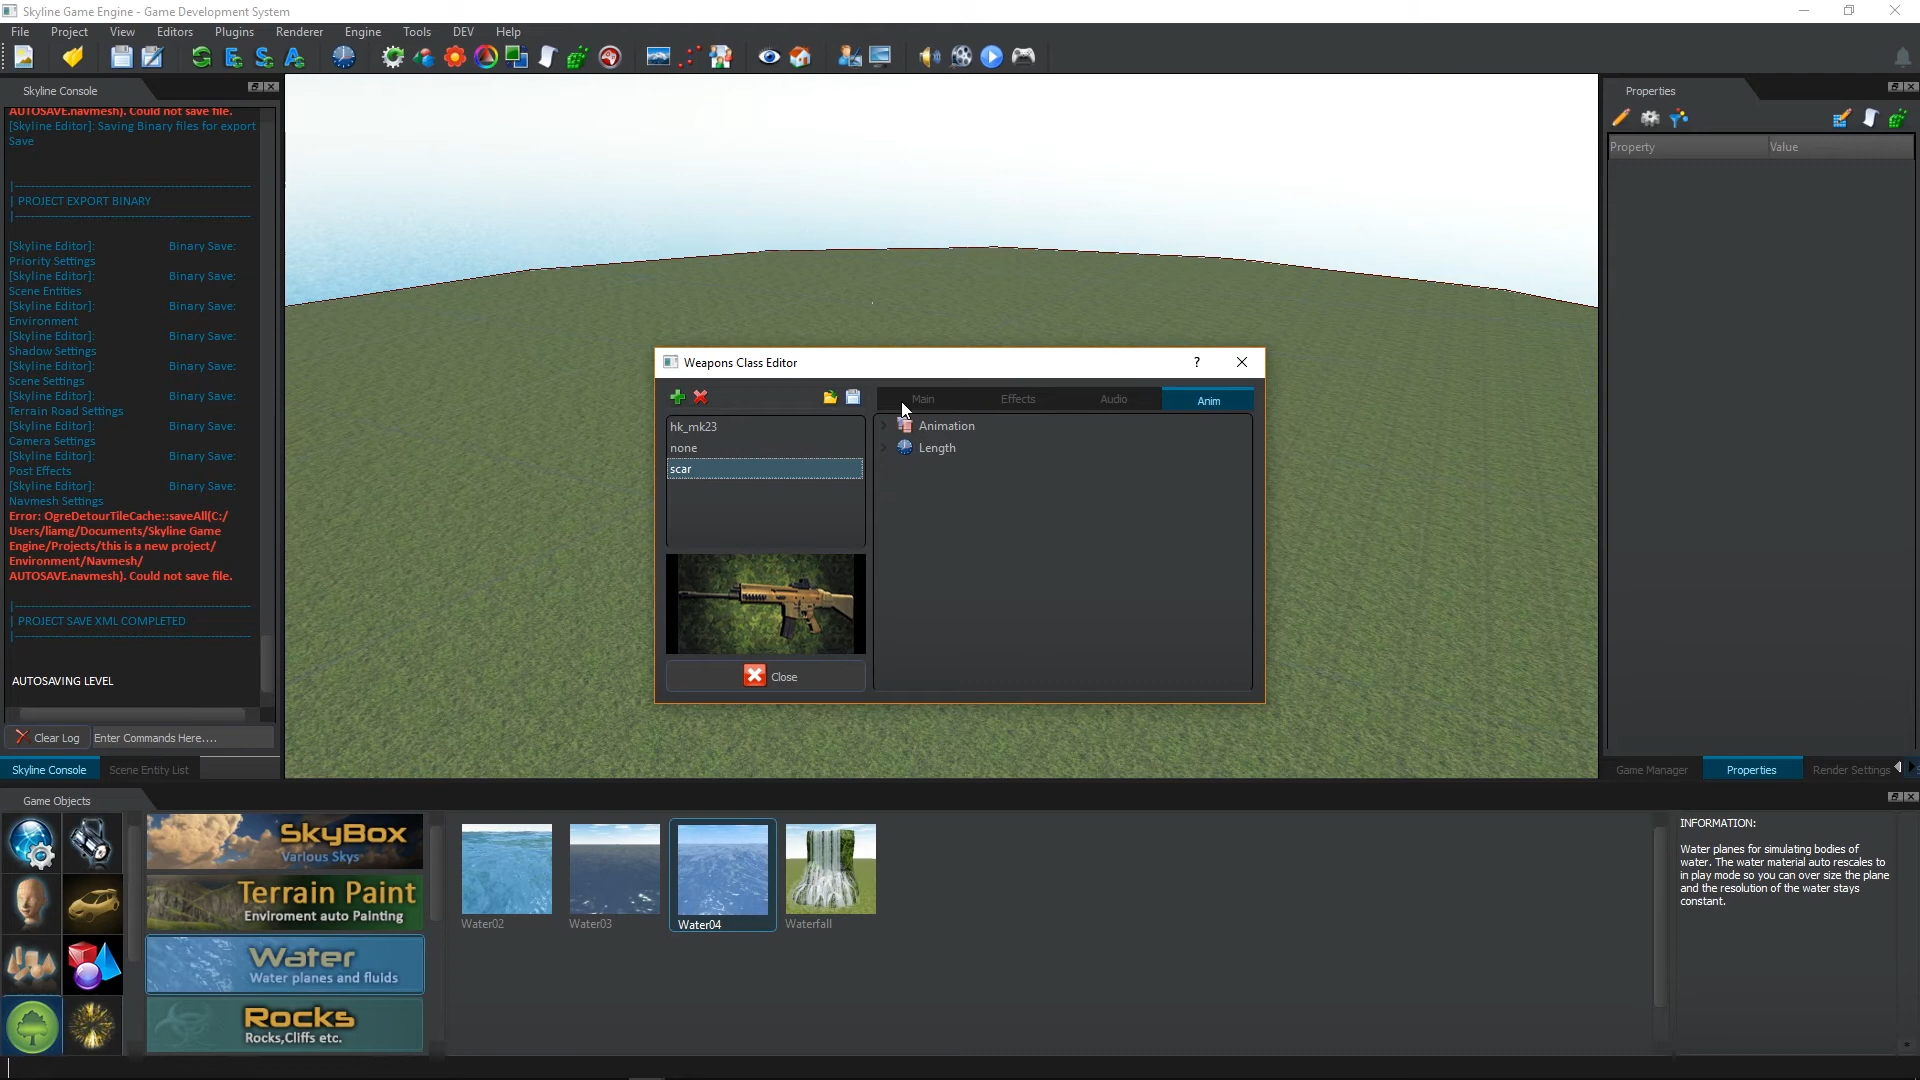 Skyline Game Engine - Game Development System
File Project View Editors Plugins Renderer Engine Tools DEV Help
Skyline Console
AUTOSAVE.navmesh). Could not save file.
[Skyline Editor]: Saving Binary files for export
Save
|---------------------------------------------------------
| PROJECT EXPORT BINARY
|---------------------------------------------------------
[Skyline Editor]: Binary Save:
Priority Settings
[Skyline Editor]: Binary Save:
Scene Entities
[Skyline Editor]: Binary Save:
Environment
[Skyline Editor]: Binary Save:
Shadow Settings
[Skyline Editor]: Binary Save:
Scene Settings
[Skyline Editor]: Binary Save:
Terrain Road Settings
[Skyline Editor]: Binary Save:
Camera Settings
[Skyline Editor]: Binary Save:
Post Effects
[Skyline Editor]: Binary Save:
Navmesh Settings
Error: OgreDetourTileCache::saveAll(C:/
Users/liamg/Documents/Skyline Game
Engine/Projects/this is a new project/
Environment/Navmesh/
AUTOSAVE.navmesh). Could not save file.
|---------------------------------------------------------
| PROJECT SAVE XML COMPLETED
|---------------------------------------------------------
AUTOSAVING LEVEL
Clear Log Enter Commands Here....
Skyline Console Scene Entity List
Weapons Class Editor ?
Main Effects Audio Anim
hk_mk23
none
scar
Close
Animation
Length
Properties
Property Value
Game Manager Properties Render Settings
Game Objects
SkyBox
Various Skys
Terrain Paint
Enviroment auto Painting
Water
Water planes and fluids
Rocks
Rocks,Cliffs etc.
Water02 Water03 Water04 Waterfall
INFORMATION:
Water planes for simulating bodies of
water. The water material auto rescales to
in play mode so you can over size the plane
and the resolution of the water stays
constant.